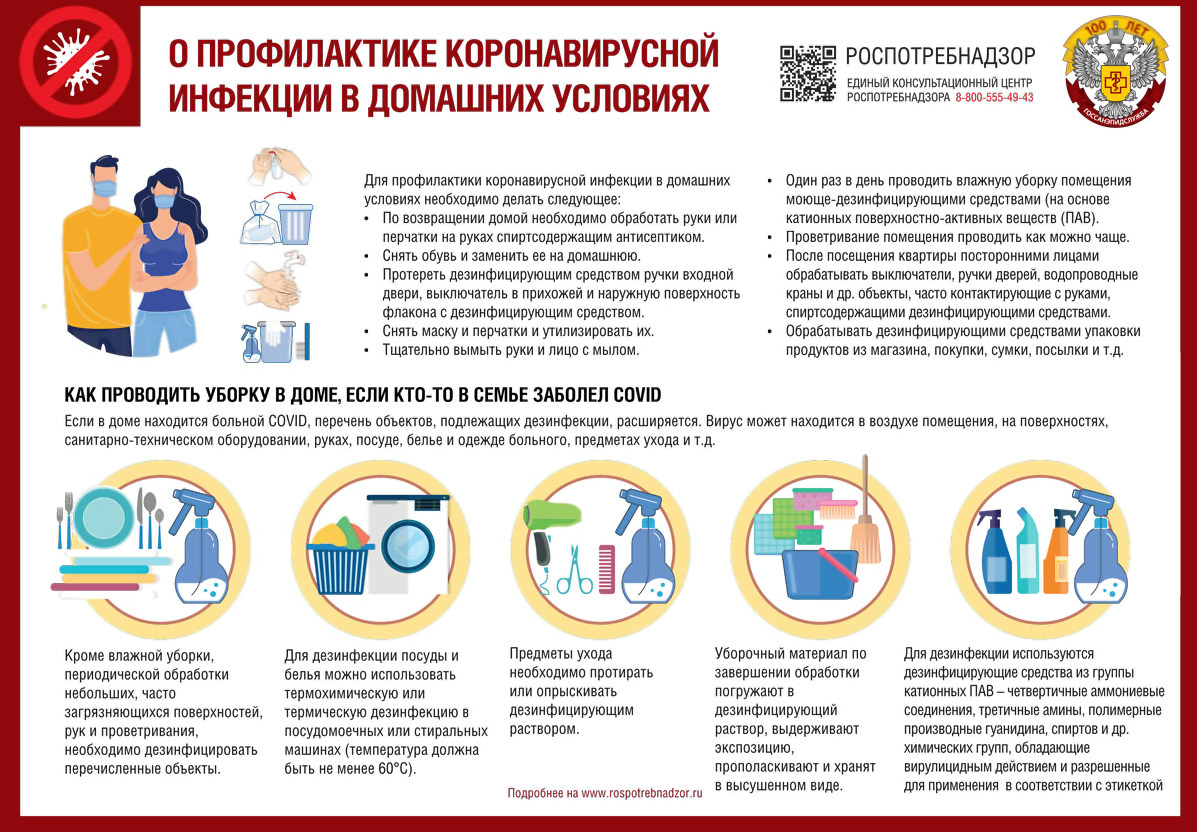 О ПРОФИЛАКТИКЕ КОРОНАВИРУСНОЙ
ИНФЕКЦИИ В ДОМАШНИХ УСЛОВИЯХ
РОСПОТРЕБНАДЗОР
ЕДИНЫЙ КОНСУЛЬТАЦИОННЫЙ ЦЕНТР
РОСПОТРЕБНАДЗОРА 8-800-555-49-43
100 ЛЕТ
ГОССАНЭПИДСЛУЖБА
Для профилактики коронавирусной инфекции в домашних
условиях необходимо делать следующее:
• По возвращении домой необходимо обработать руки или
перчатки на руках спиртсодержащим антисептиком.
• Снять обувь и заменить ее на домашнюю.
• Протереть дезинфицирующим средством ручки входной
двери, выключатель в прихожей и наружную поверхность
флакона с дезинфицирующим средством.
• Снять маску и перчатки и утилизировать их.
• Тщательно вымыть руки и лицо с мылом.
• Один раз в день проводить влажную уборку помещения
моюще-дезинфицирующими средствами (на основе
катионных поверхностно-активных веществ (ПАВ).
• Проветривание помещения проводить как можно чаще.
• После посещения квартиры посторонними лицами
обрабатывать выключатели, ручки дверей, водопроводные
краны и др. объекты, часто контактирующие с руками,
спиртсодержащими дезинфицирующими средствами.
• Обрабатывать дезинфицирующими средствами упаковки
продуктов из магазина, покупки, сумки, посылки и т.д.
КАК ПРОВОДИТЬ УБОРКУ В ДОМЕ, ЕСЛИ КТО-ТО В СЕМЬЕ ЗАБОЛЕЛ COVID
Если в доме находится больной COVID, перечень объектов, подлежащих дезинфекции, расширяется. Вирус может находится в воздухе помещения, на поверхностях,
санитарно-техническом оборудовании, руках, посуде, белье и одежде больного, предметах ухода и т.д.
Кроме влажной уборки,
периодической обработки
небольших, часто
загрязняющихся поверхностей,
рук и проветривания,
необходимо дезинфицировать
перечисленные объекты.
Для дезинфекции посуды и
белья можно использовать
термохимическую или
термическую дезинфекцию в
посудомоечных или стиральных
машинах (температура должна
быть не менее 60°C).
Предметы ухода
необходимо протирать
или опрыскивать
дезинфицирующим
раствором.
Уборочный материал по
завершении обработки
погружают в
дезинфицирующий
раствор, выдерживают
экспозицию,
прополаскивают и хранят
в высушенном виде.
Для дезинфекции используются
дезинфицирующие средства из группы
катионных ПАВ – четвертичные аммониевые
соединения, третичные амины, полимерные
производные гуанидина, спиртов и др.
химических групп, обладающие
вирулицидным действием и разрешенные
для применения в соответствии с этикеткой
Подробнее на www.rospotrebnadzor.ru